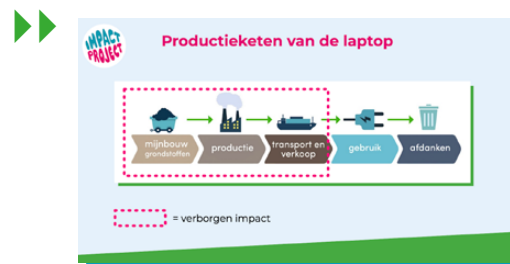 IMPACT
PROJECT
Productieketen van de laptop
mijnbouw
grondstoffen
productie
transport en
verkoop
gebruik
afdanken
= verborgen impact